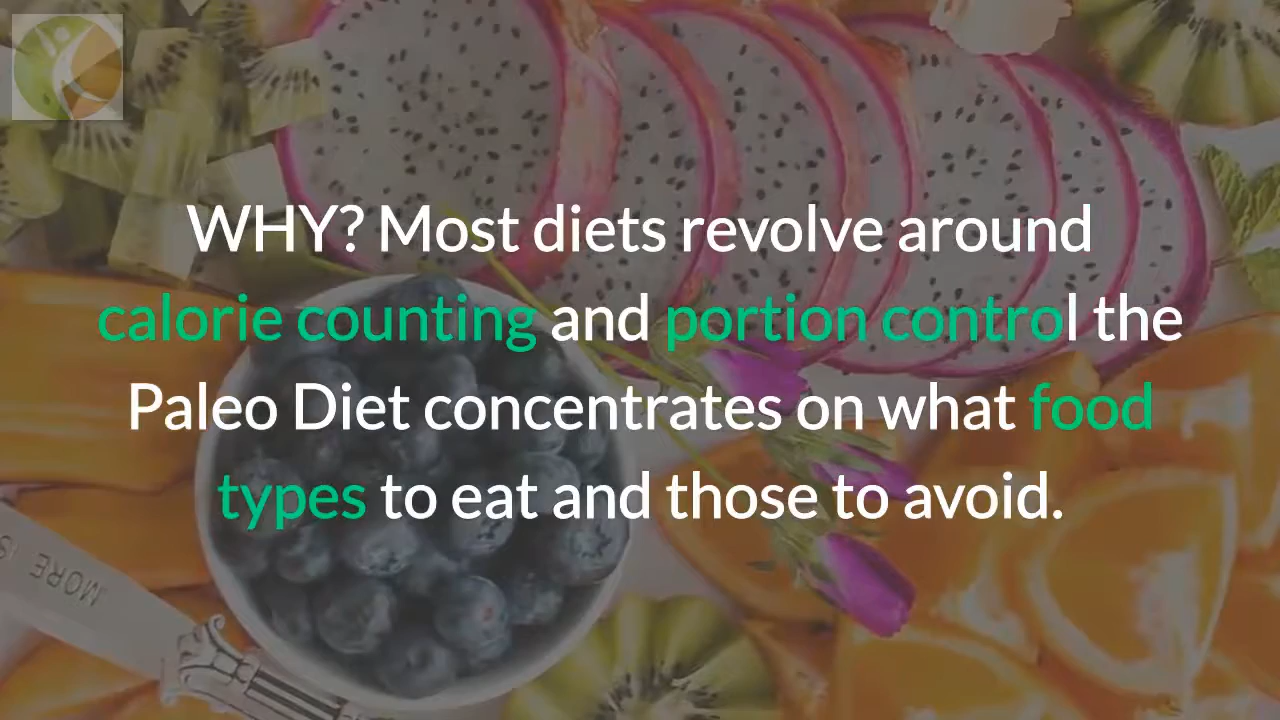 WHY? Most diets revolve around
calorie counting and portion control the
Paleo Diet concentrates on what food
types to eat and those to avoid.
MORE